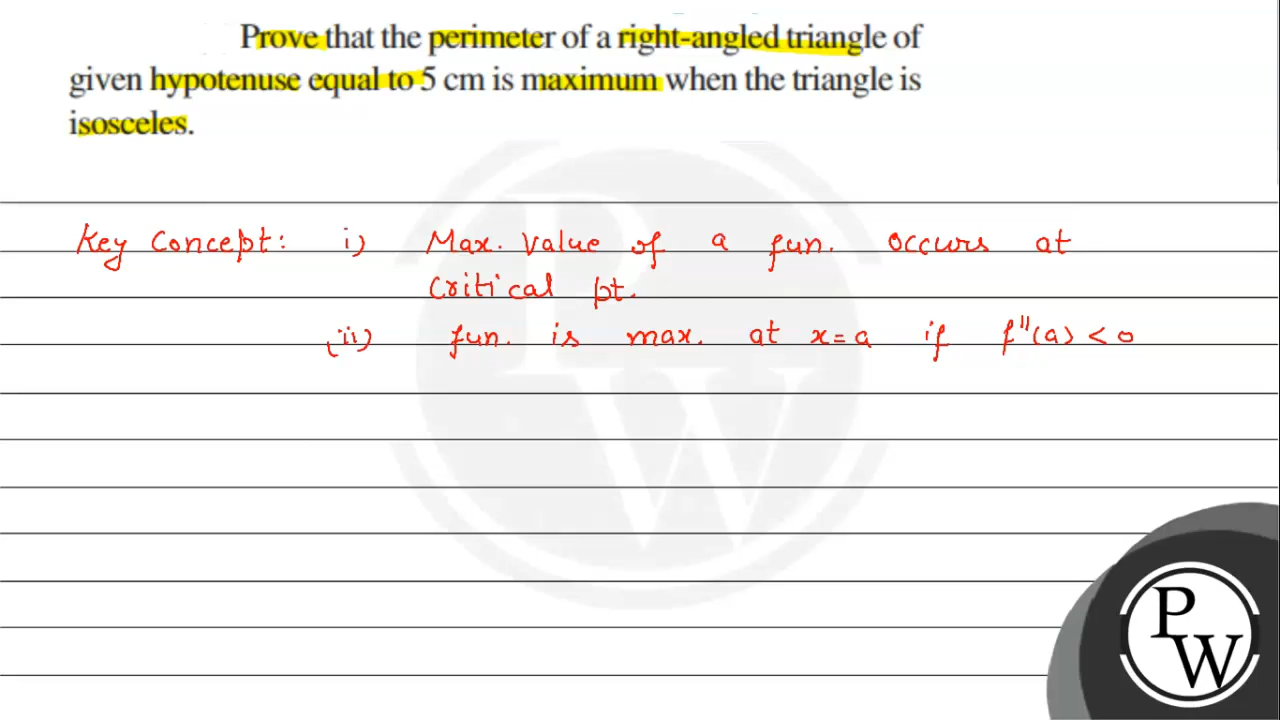 Prove that the perimeter of a right-angled triangle of
given hypotenuse equal to 5 cm is maximum when the triangle is
isosceles.
Key Concept: i) Max. Value of a fun. occurs at
Critical pt.
(ii) fun. is max. at x=a if f"(a) < 0
P
W